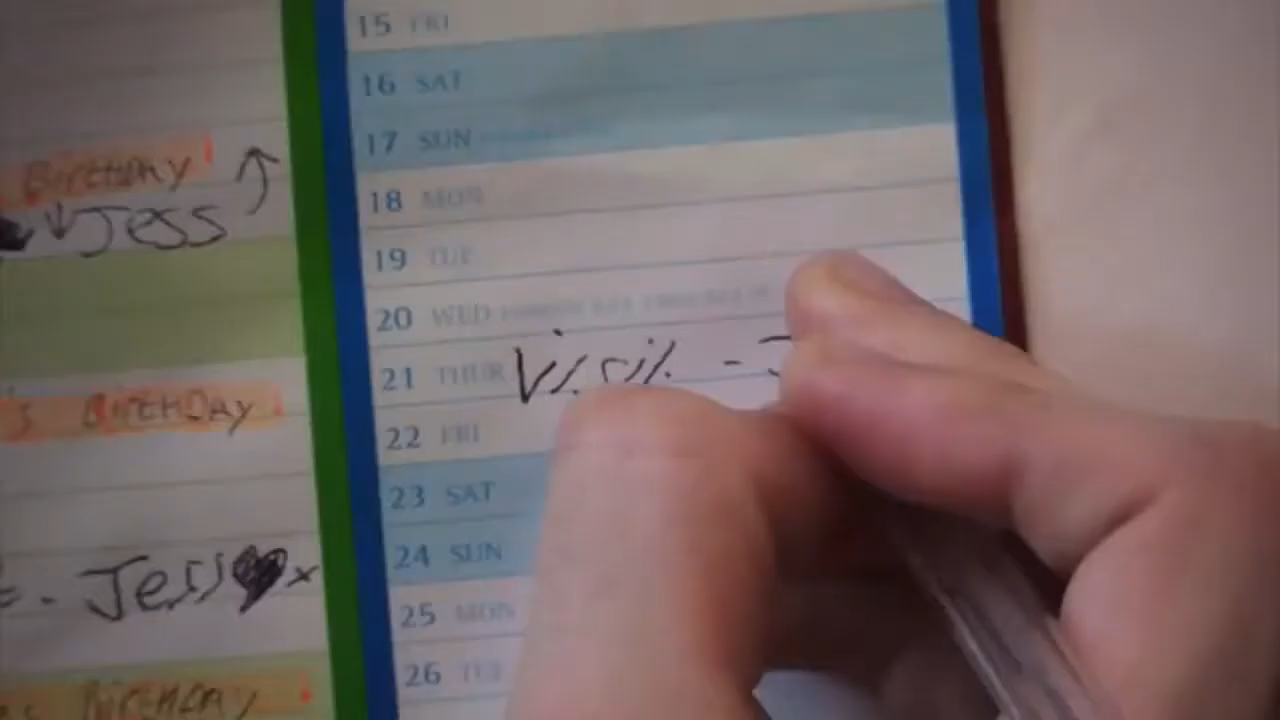 15 FRI
16 SAT
17 SUN
18 MON
19 TUE
20 WED
21 THUR Visit - J
22 FRI
23 SAT
24 SUN
25 MON
26 TUE
BirthDAY
Jess
s BIRTHDAY
. Jess x
s BIRTHDAY